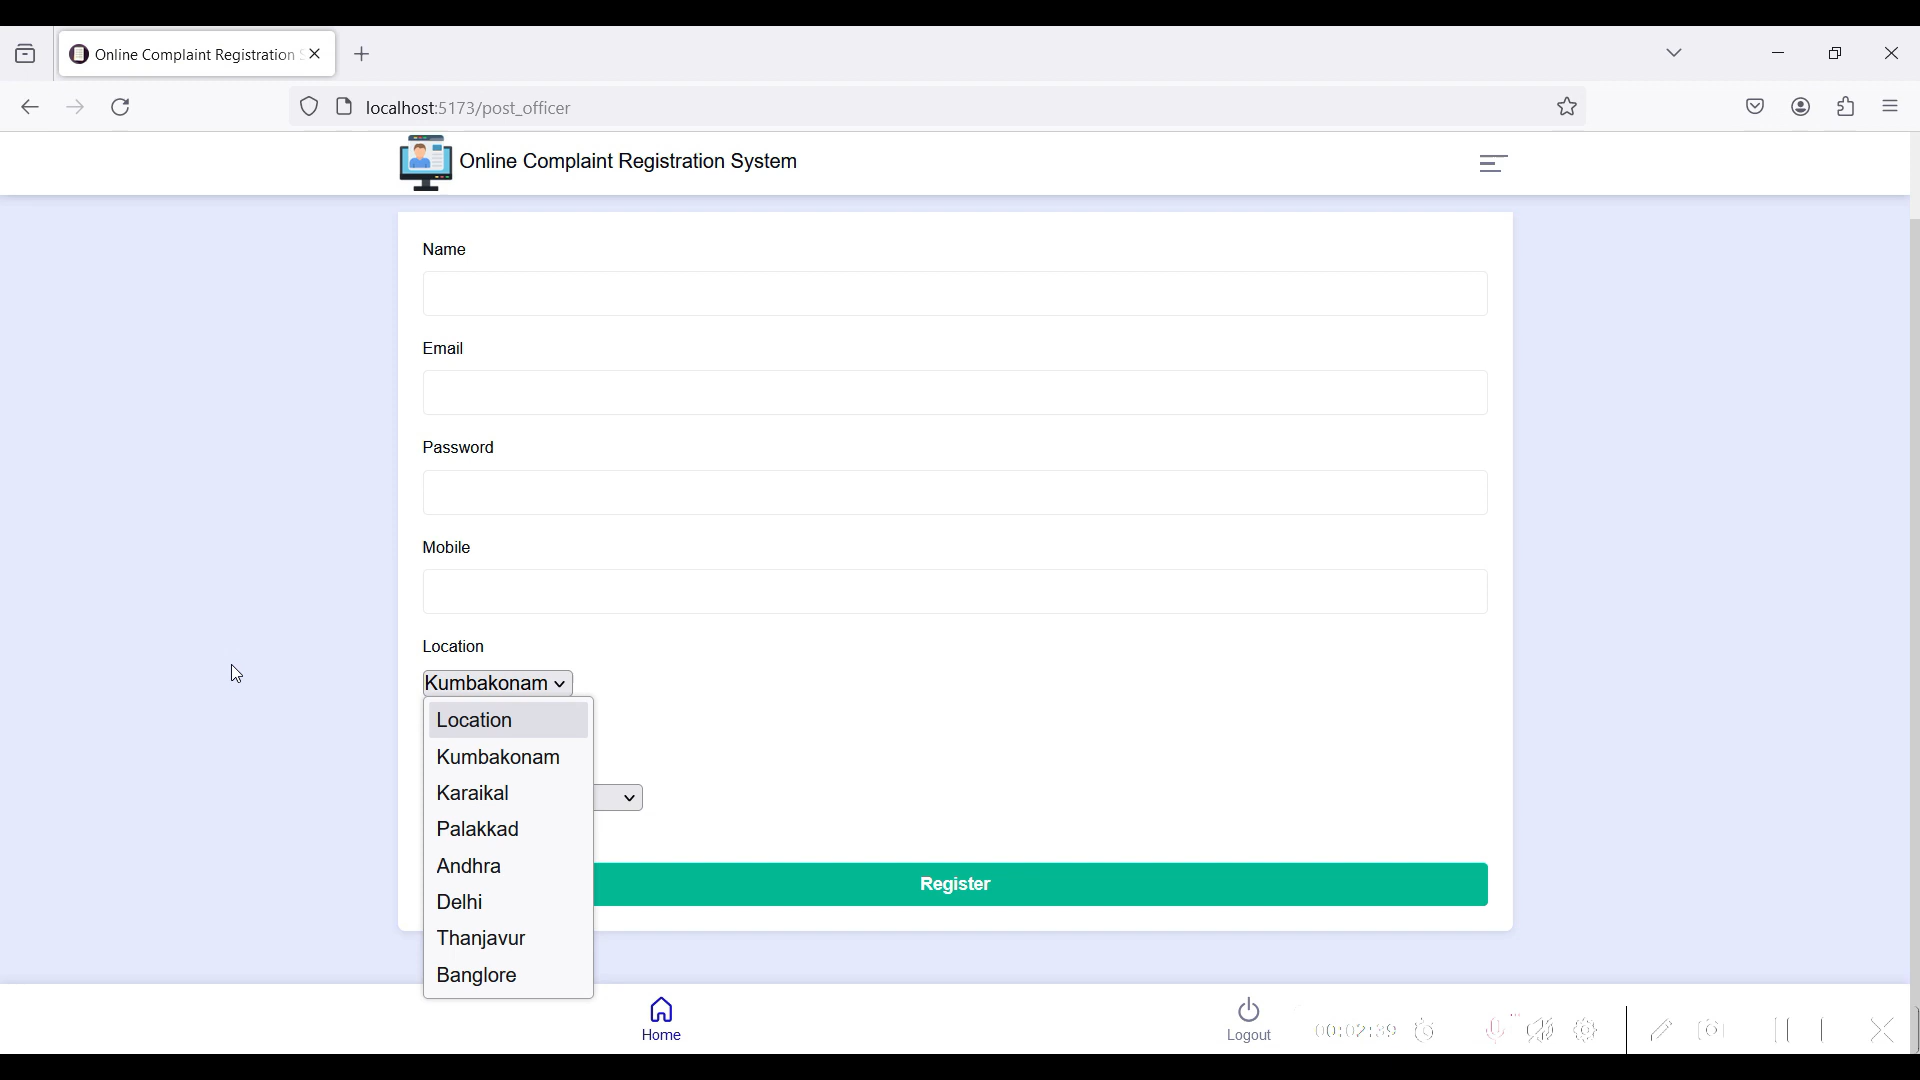 Online Complaint Registration S
localhost:5173/post_officer
Online Complaint Registration System
Name
Email
Password
Mobile
Location
Kumbakonam
Location
Kumbakonam
Karaikal
Palakkad
Andhra
Delhi
Thanjavur
Banglore
Register
Home
Logout
00:02:39